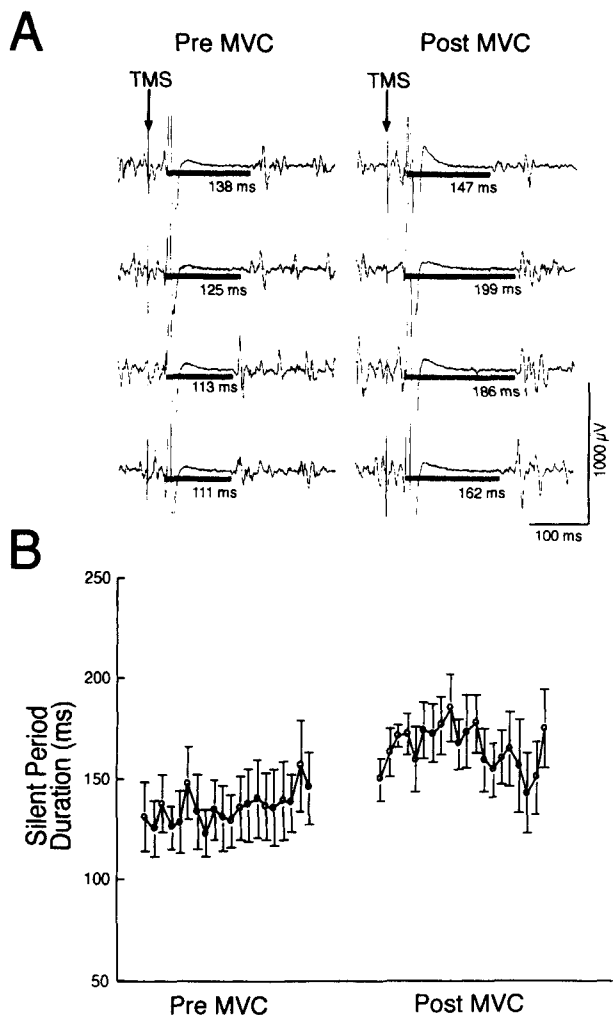 A
Pre MVC Post MVC
TMS TMS
138 ms 147 ms
125 ms 199 ms
113 ms 186 ms
111 ms 162 ms
1000 µV
100 ms
B
250
200
150
100
50
Silent Period
Duration (ms)
Pre MVC Post MVC